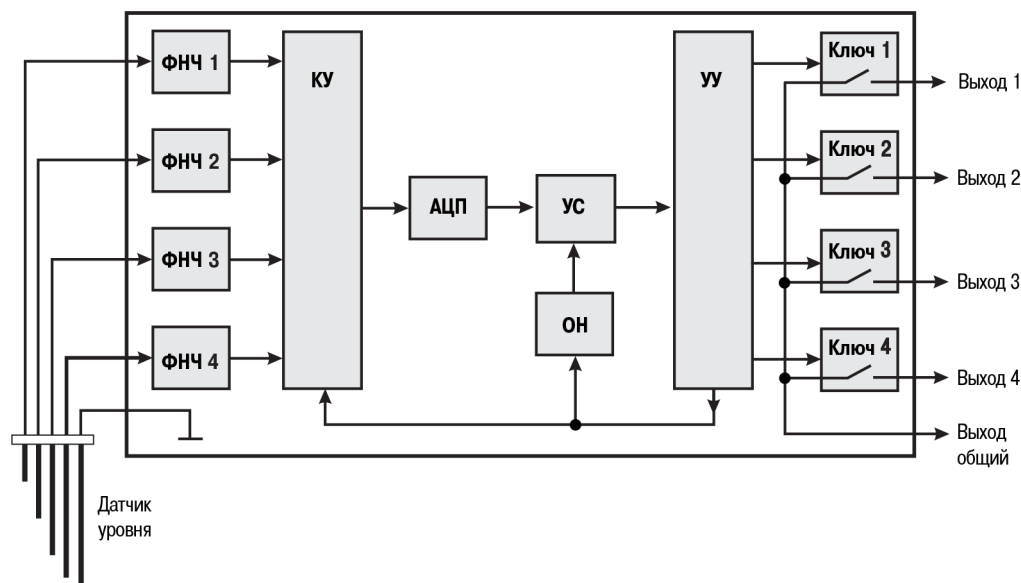 ФНЧ 1
ФНЧ 2
ФНЧ 3
ФНЧ 4
КУ
АЦП
УС
ОН
УУ
Ключ 1
Ключ 2
Ключ 3
Ключ 4
Выход 1
Выход 2
Выход 3
Выход 4
Выход
общий
Датчик
уровня